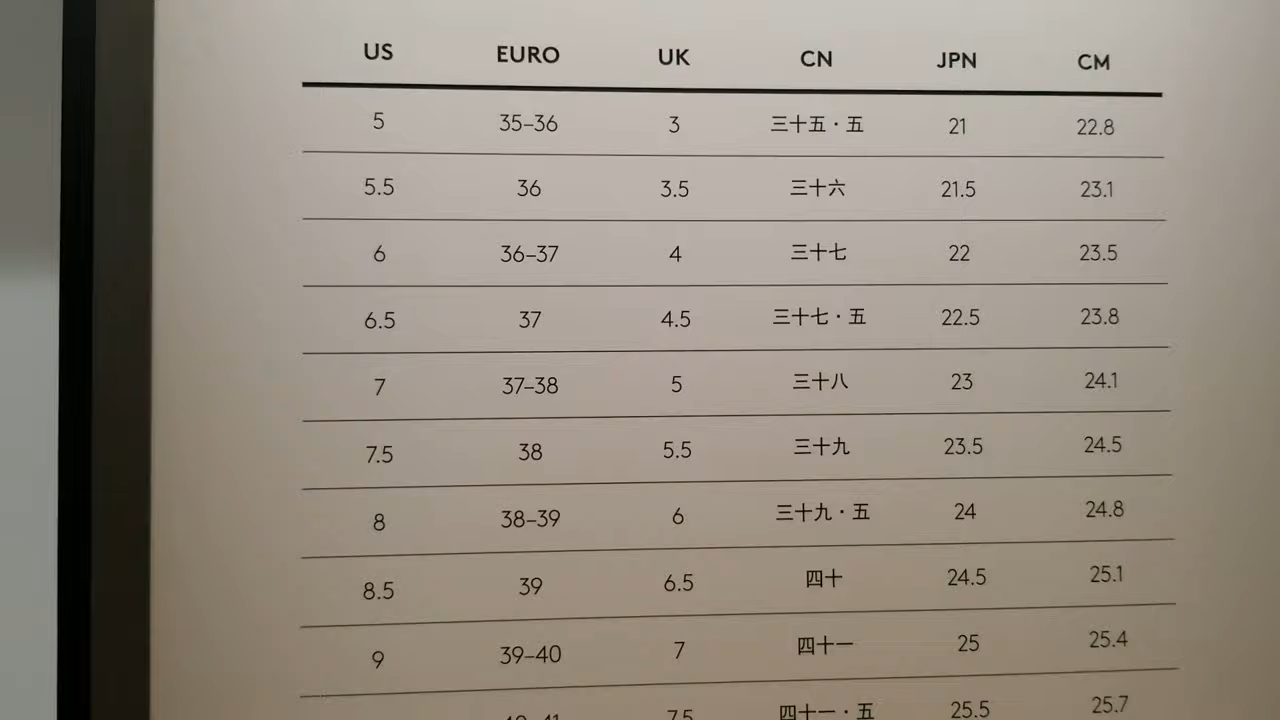 US EURO UK CN JPN CM
5 35–36 3 三十五·五 21 22.8
5.5 36 3.5 三十六 21.5 23.1
6 36–37 4 三十七 22 23.5
6.5 37 4.5 三十七·五 22.5 23.8
7 37–38 5 三十八 23 24.1
7.5 38 5.5 三十九 23.5 24.5
8 38–39 6 三十九·五 24 24.8
8.5 39 6.5 四十 24.5 25.1
9 39–40 7 四十一 25 25.4
7.5 四十一·五 25.5 25.7